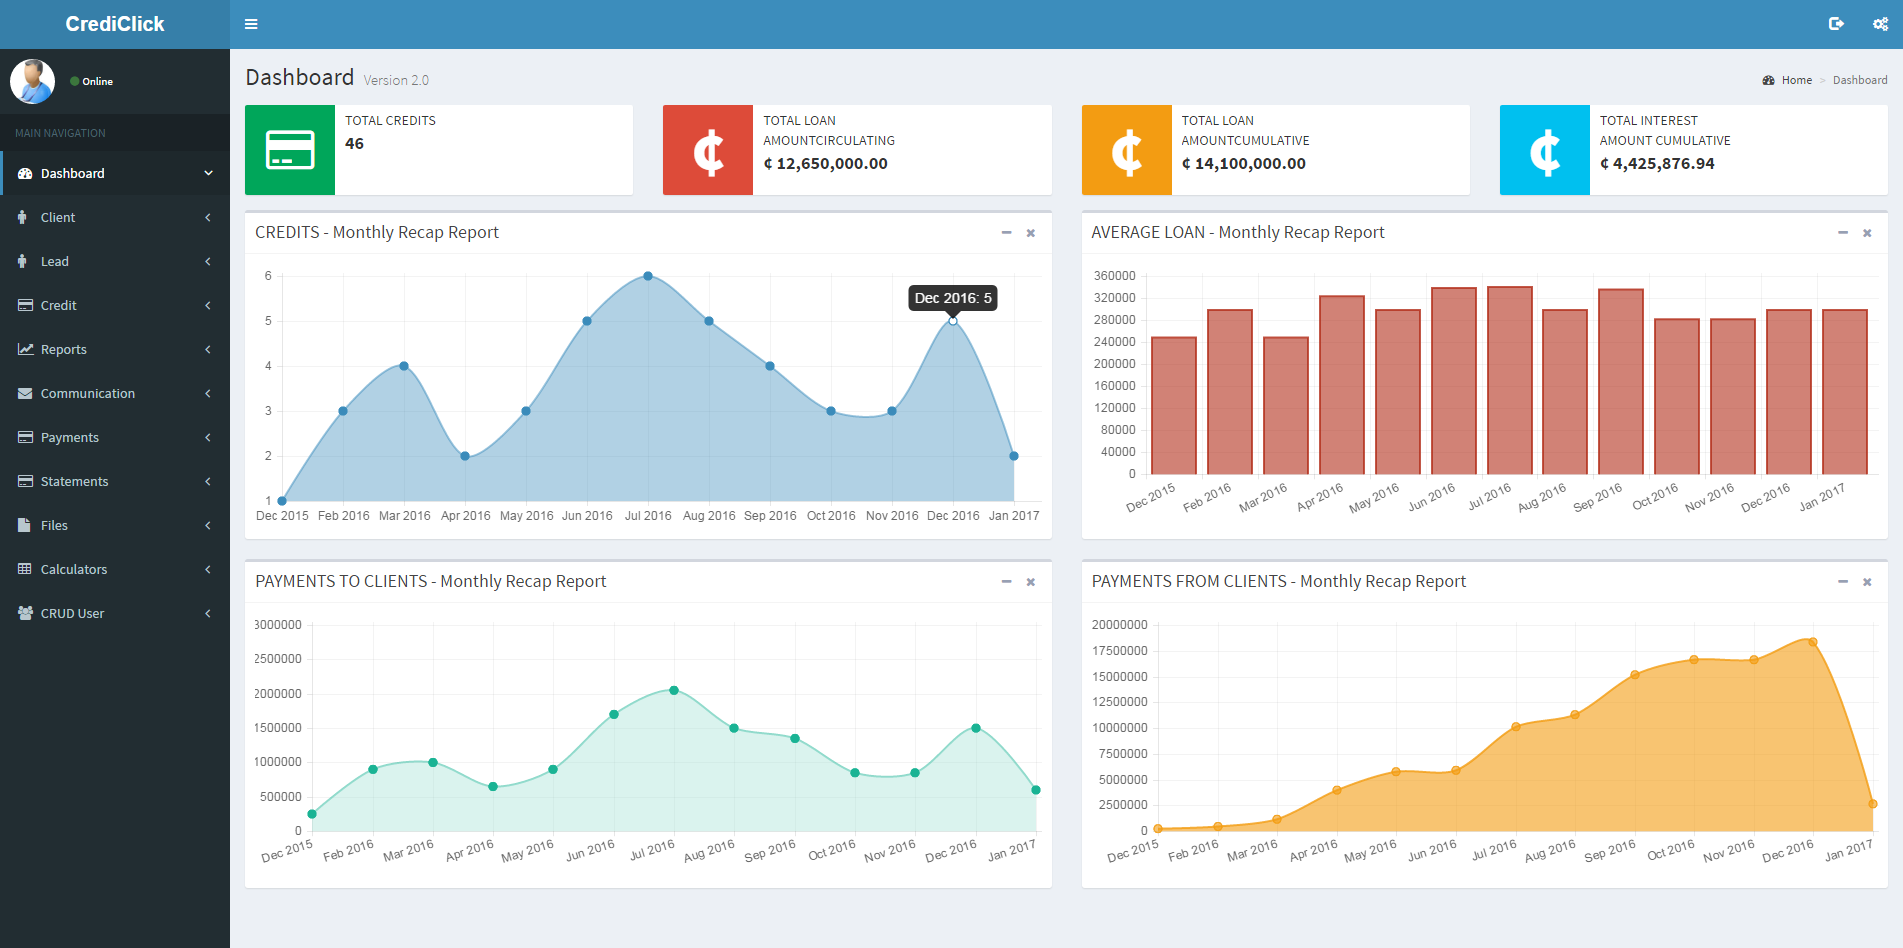 CrediClick
Online
MAIN NAVIGATION
Dashboard
Client
Lead
Credit
Reports
Communication
Payments
Statements
Files
Calculators
CRUD User
Dashboard Version 2.0
Home > Dashboard
TOTAL CREDITS
46
TOTAL LOAN
AMOUNTCIRCULATING
¢ 12,650,000.00
TOTAL LOAN
AMOUNTCUMULATIVE
¢ 14,100,000.00
TOTAL INTEREST
AMOUNT CUMULATIVE
¢ 4,425,876.94
CREDITS - Monthly Recap Report
6
5
4
3
2
1
Dec 2016: 5
Dec 2015 Feb 2016 Mar 2016 Apr 2016 May 2016 Jun 2016 Jul 2016 Aug 2016 Sep 2016 Oct 2016 Nov 2016 Dec 2016 Jan 2017
AVERAGE LOAN - Monthly Recap Report
360000
320000
280000
240000
200000
160000
120000
80000
40000
0
Dec 2015 Feb 2016 Mar 2016 Apr 2016 May 2016 Jun 2016 Jul 2016 Aug 2016 Sep 2016 Oct 2016 Nov 2016 Dec 2016 Jan 2017
PAYMENTS TO CLIENTS - Monthly Recap Report
3000000
2500000
2000000
1500000
1000000
500000
0
Dec 2015 Feb 2016 Mar 2016 Apr 2016 May 2016 Jun 2016 Jul 2016 Aug 2016 Sep 2016 Oct 2016 Nov 2016 Dec 2016 Jan 2017
PAYMENTS FROM CLIENTS - Monthly Recap Report
20000000
17500000
15000000
12500000
10000000
7500000
5000000
2500000
0
Dec 2015 Feb 2016 Mar 2016 Apr 2016 May 2016 Jun 2016 Jul 2016 Aug 2016 Sep 2016 Oct 2016 Nov 2016 Dec 2016 Jan 2017